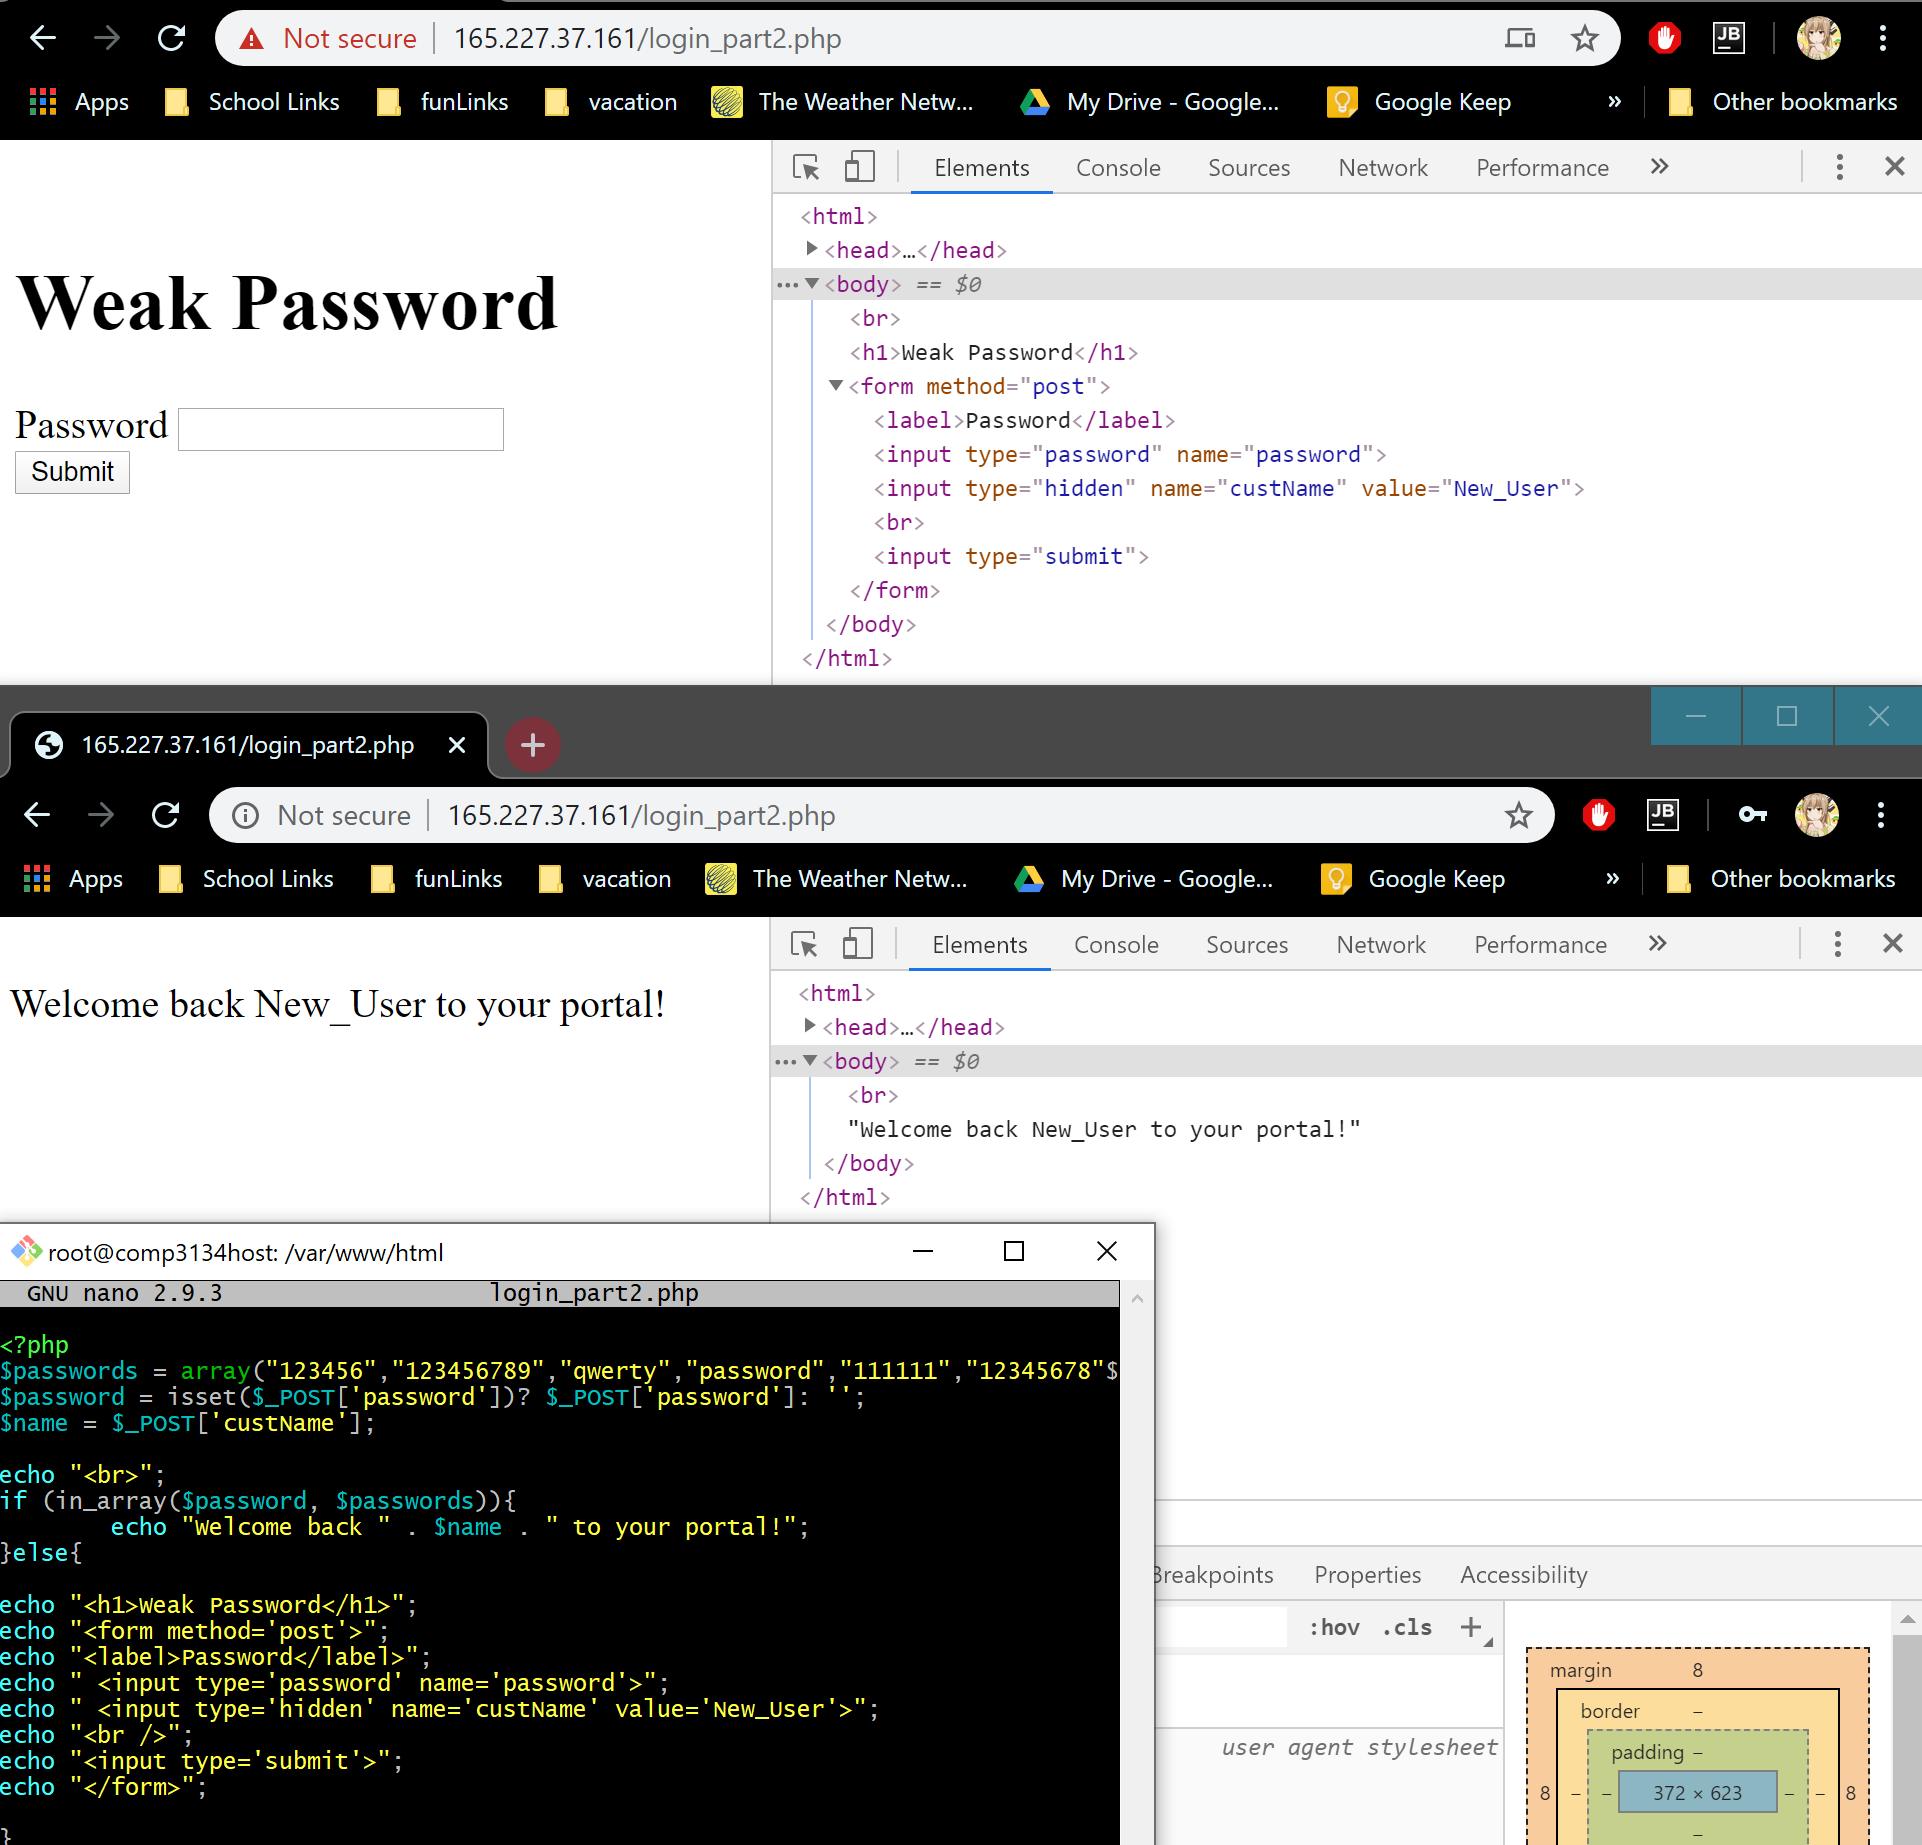 Not secure 165.227.37.161/login_part2.php JB
Apps School Links funLinks vacation The Weather Netw... My Drive - Google... Google Keep » Other bookmarks
Elements Console Sources Network Performance »
Weak Password
Password
Submit
<html>
<head>…</head>
<body> == $0
<br>
<h1>Weak Password</h1>
<form method="post">
<label>Password</label>
<input type="password" name="password">
<input type="hidden" name="custName" value="New_User">
<br>
<input type="submit">
</form>
</body>
</html>
165.227.37.161/login_part2.php
Not secure 165.227.37.161/login_part2.php JB
Apps School Links funLinks vacation The Weather Netw... My Drive - Google... Google Keep » Other bookmarks
Elements Console Sources Network Performance »
Welcome back New_User to your portal!
<html>
<head>…</head>
<body> == $0
<br>
"Welcome back New_User to your portal!"
</body>
</html>
root@comp3134host: /var/www/html
GNU nano 2.9.3 login_part2.php
<?php
$passwords = array("123456","123456789","qwerty","password","111111","12345678"$
$password = isset($_POST['password'])? $_POST['password']: '';
$name = $_POST['custName'];
echo "<br>";
if (in_array($password, $passwords)){
echo "Welcome back " . $name . " to your portal!";
}else{
echo "<h1>Weak Password</h1>";
echo "<form method='post'>";
echo "<label>Password</label>";
echo " <input type='password' name='password'>";
echo " <input type='hidden' name='custName' value='New_User'>";
echo "<br />";
echo "<input type='submit'>";
echo "</form>";
}
Breakpoints Properties Accessibility
:hov .cls +
user agent stylesheet
margin 8
border –
padding –
8 – – 372 × 623 – – 8
–